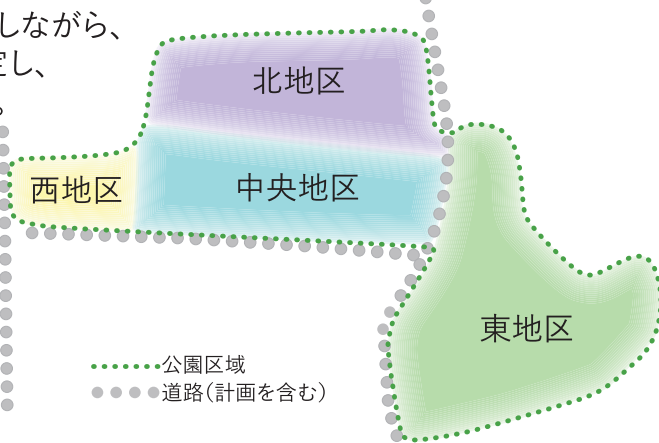 しながら、
定し、
。
北地区
西地区
中央地区
東地区
公園区域
道路(計画を含む)